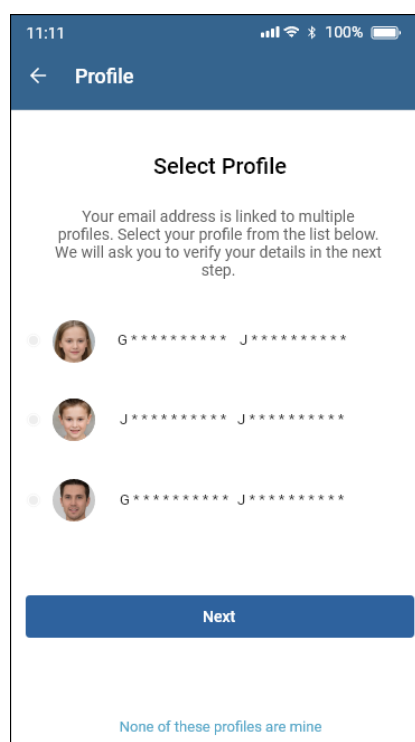 11:11 100%
Profile
Select Profile
Your email address is linked to multiple
profiles. Select your profile from the list below.
We will ask you to verify your details in the next
step.
G********** J**********
J********** J**********
G********** J**********
Next
None of these profiles are mine